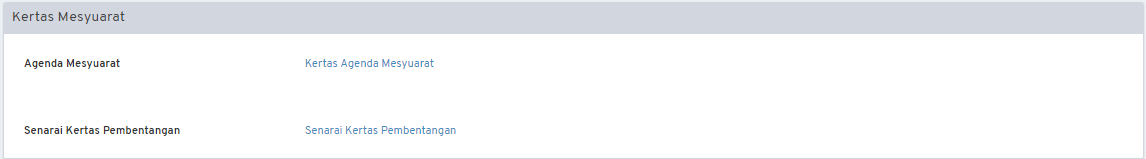 Kertas Mesyuarat
Agenda Mesyuarat Kertas Agenda Mesyuarat
Senarai Kertas Pembentangan Senarai Kertas Pembentangan